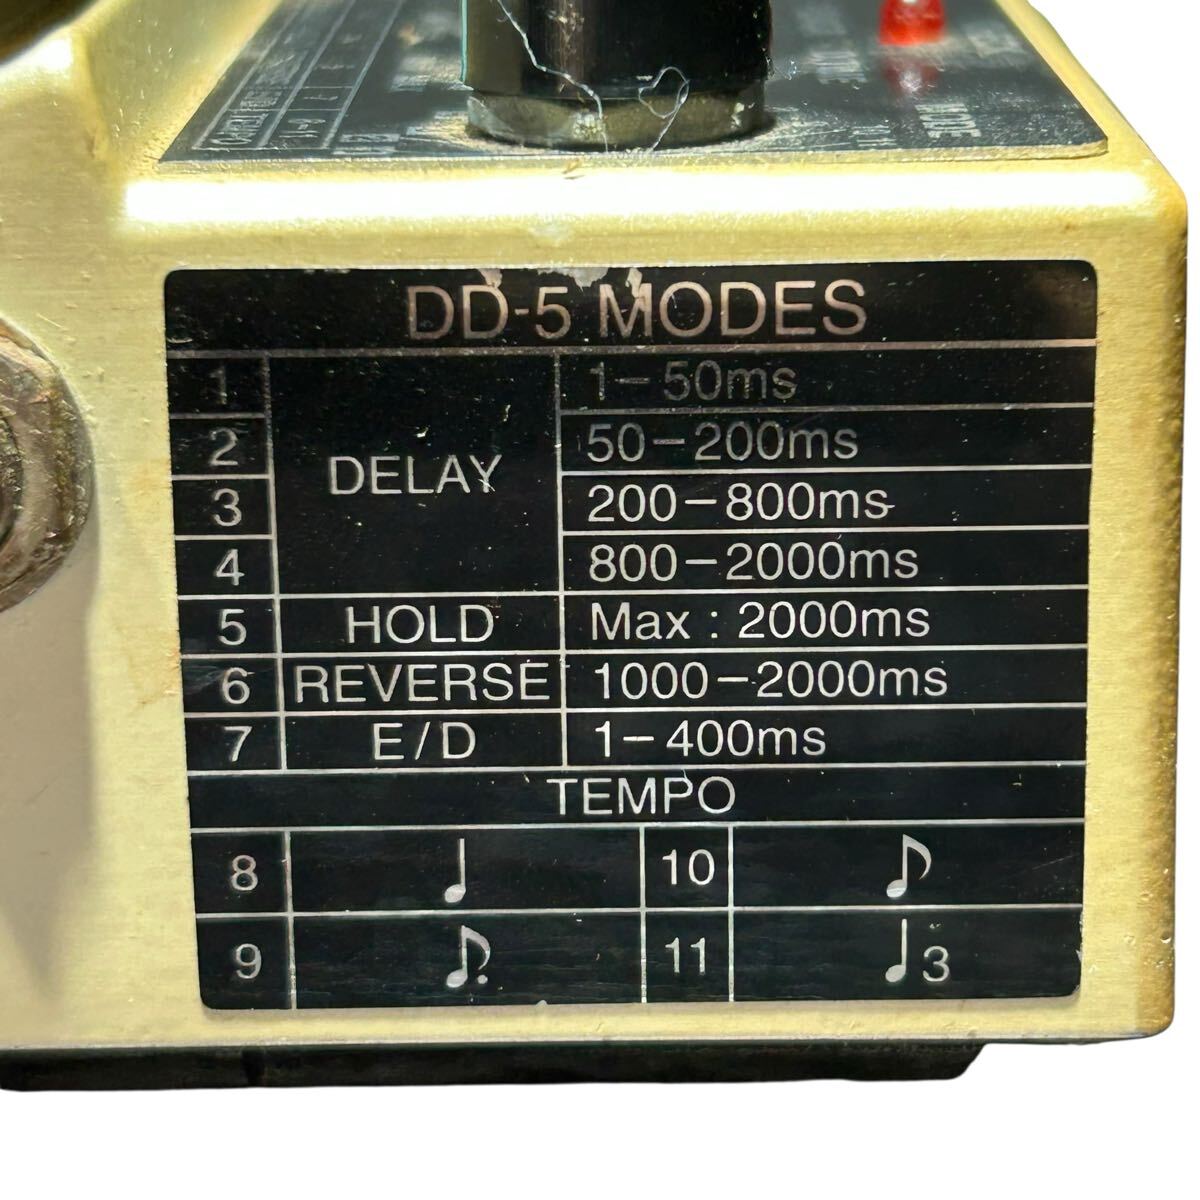 MODE
DD-5 MODES
1 DELAY 1-50ms
2 50-200ms
3 200-800ms
4 800-2000ms
5 HOLD Max : 2000ms
6 REVERSE 1000-2000ms
7 E/D 1-400ms
TEMPO
8 ♩ 10 ♪
9 ♪. 11 ♩3